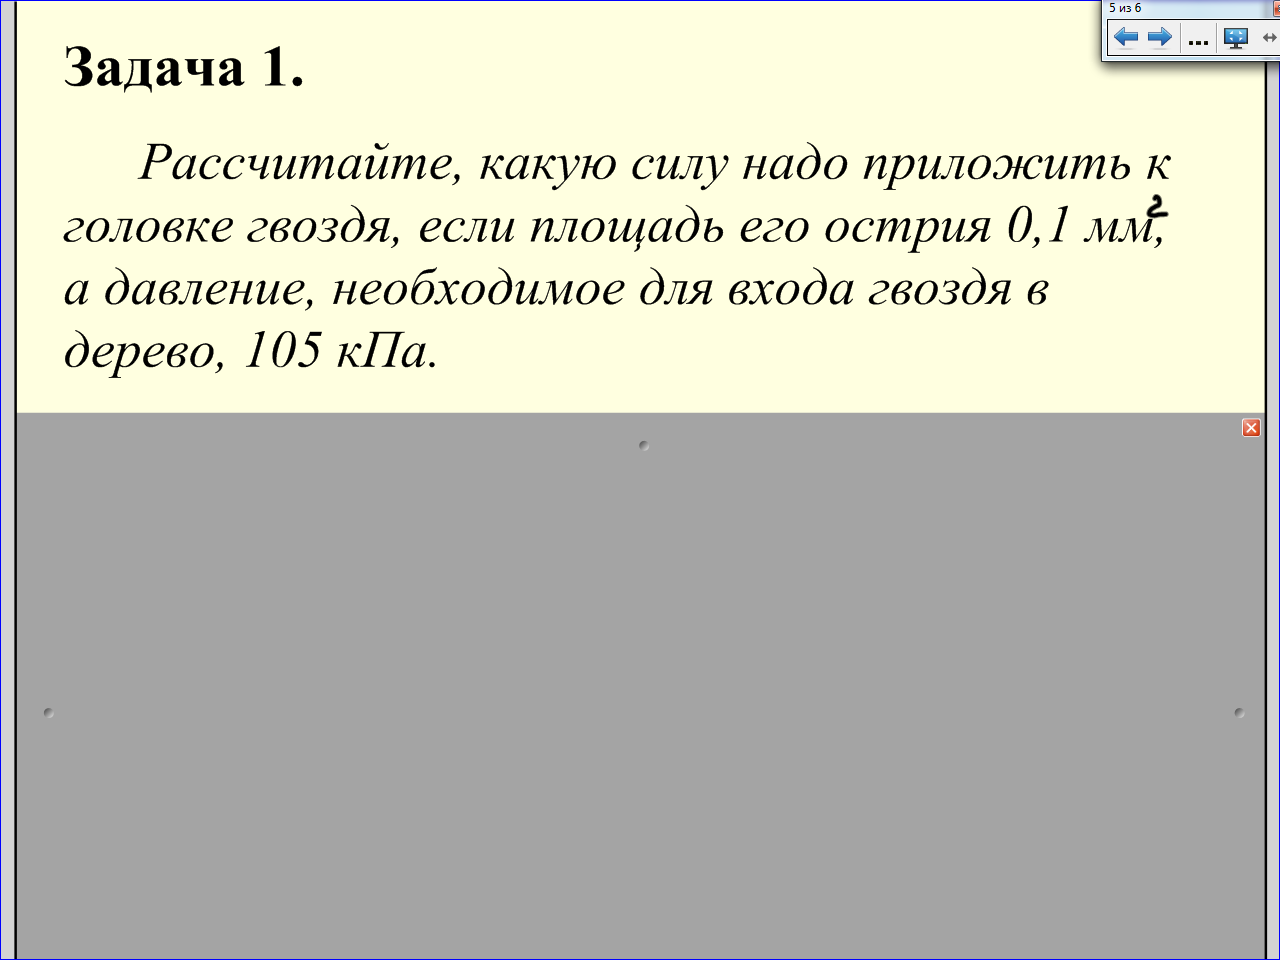 5 из 6
Задача 1.
Рассчитайте, какую силу надо приложить к
головке гвоздя, если площадь его острия 0,1 мм²,
а давление, необходимое для входа гвоздя в
дерево, 105 кПа.